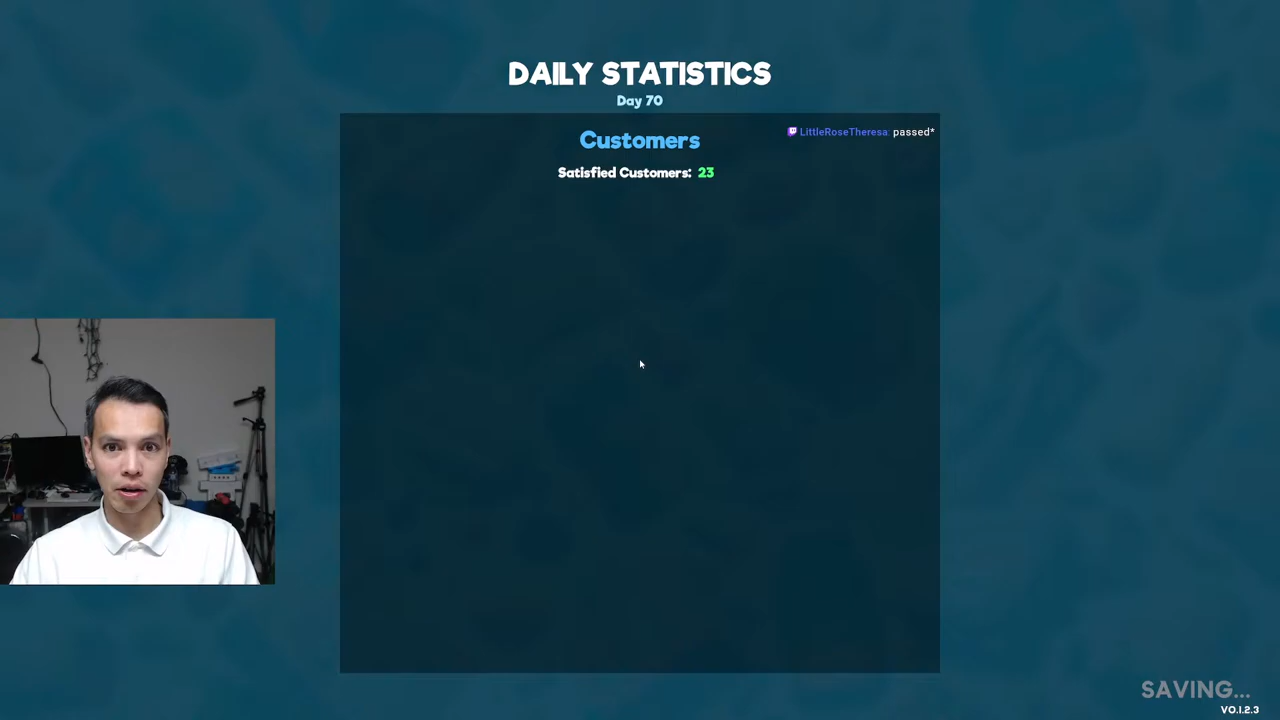 DAILY STATISTICS
Day 70
Customers
LittleRoseTheresa: passed*
Satisfied Customers: 23
SAVING...
V0.1.2.3